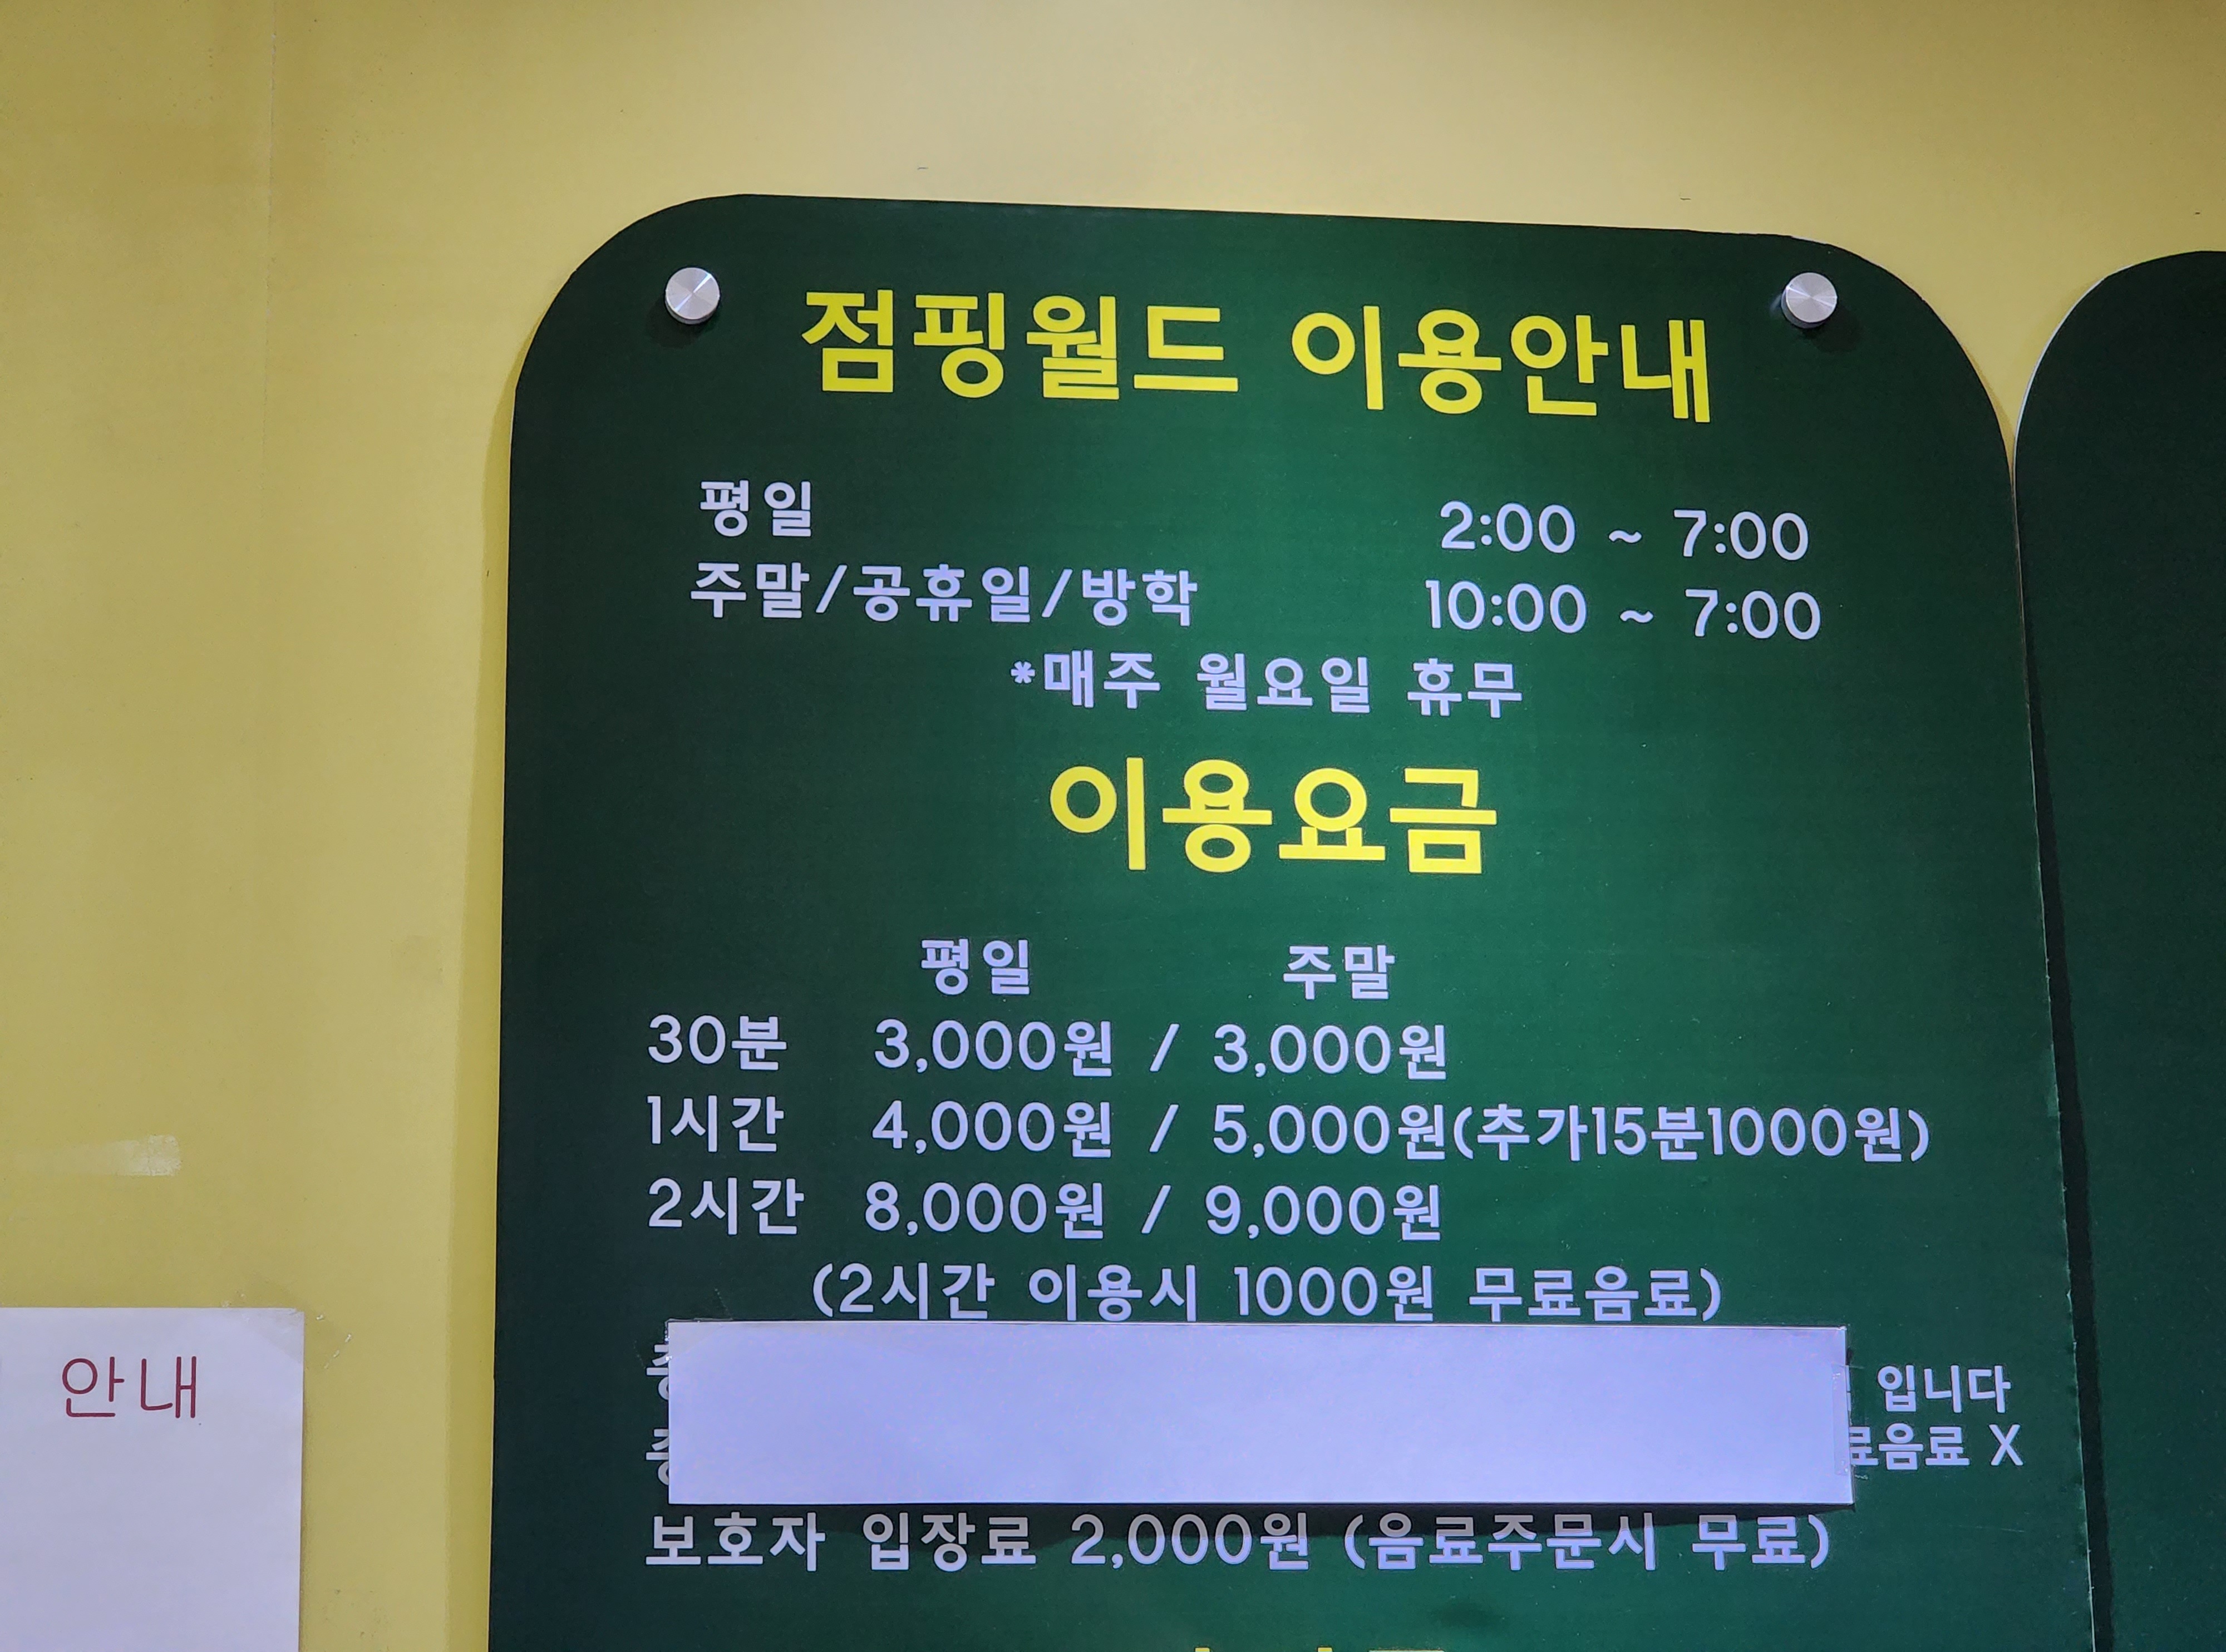 점핑월드 이용안내
평일 2:00 ~ 7:00
주말/공휴일/방학 10:00 ~ 7:00
*매주 월요일 휴무
이용요금
평일 주말
30분 3,000원 / 3,000원
1시간 4,000원 / 5,000원(추가15분1000원)
2시간 8,000원 / 9,000원
(2시간 이용시 1000원 무료음료)
입니다
료음료 X
보호자 입장료 2,000원 (음료주문시 무료)
안내